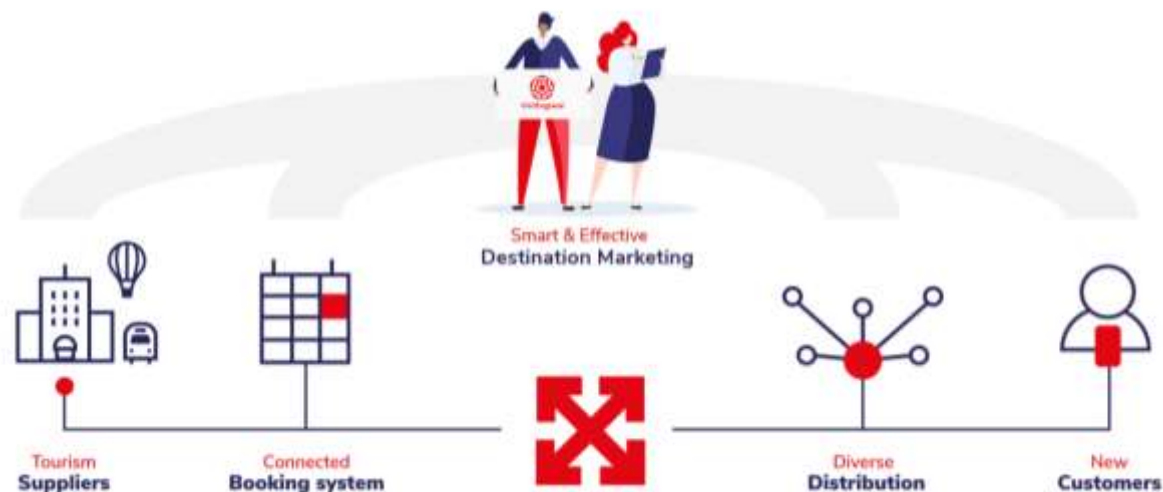 Smart & Effective
Destination Marketing
Tourism
Suppliers
Connected
Booking system
Diverse
Distribution
New
Customers